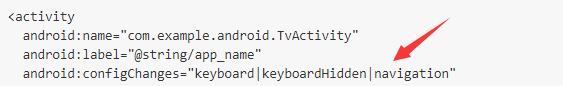 <activity
android:name="com.example.android.TvActivity"
android:label="@string/app_name"
android:configChanges="keyboard|keyboardHidden|navigation"